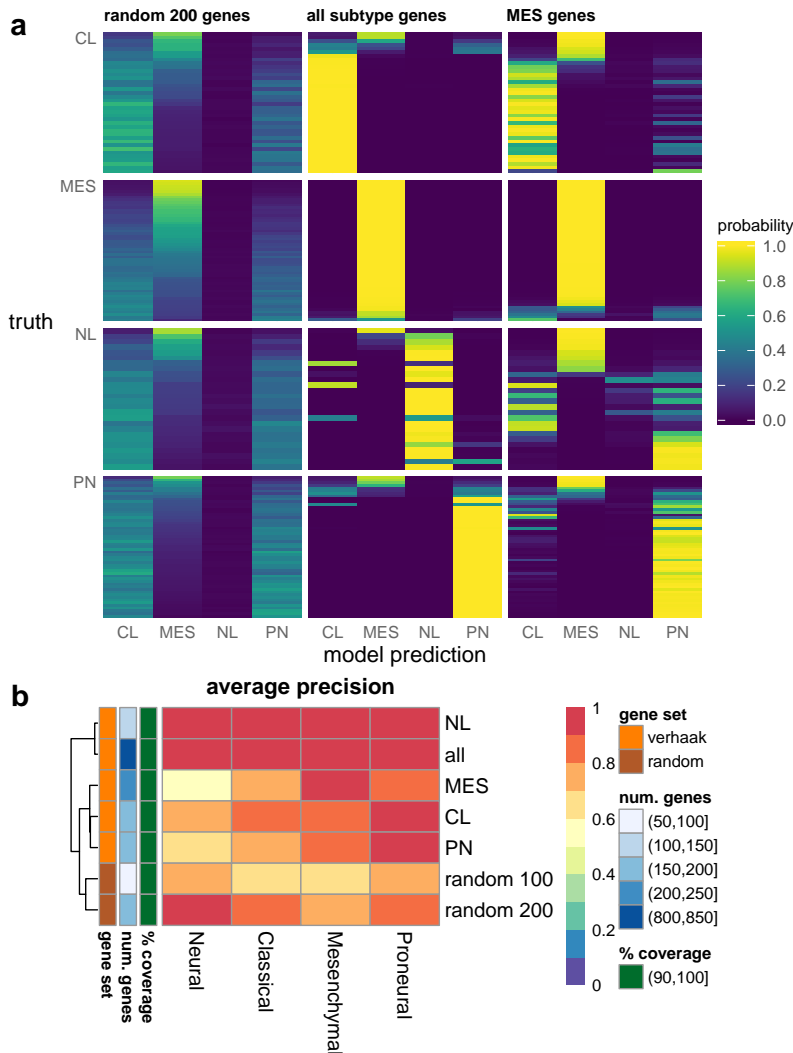 a
random 200 genes
all subtype genes
MES genes
CL
MES
NL
PN
truth
probability
1.0
0.8
0.6
0.4
0.2
0.0
CL MES NL PN
CL MES NL PN
CL MES NL PN
model prediction
b
average precision
NL
all
MES
CL
PN
random 100
random 200
gene set
num. genes
% coverage
Neural
Classical
Mesenchymal
Proneural
1
0.8
0.6
0.4
0.2
0
gene set
verhaak
random
num. genes
(50,100]
(100,150]
(150,200]
(200,250]
(800,850]
% coverage
(90,100]